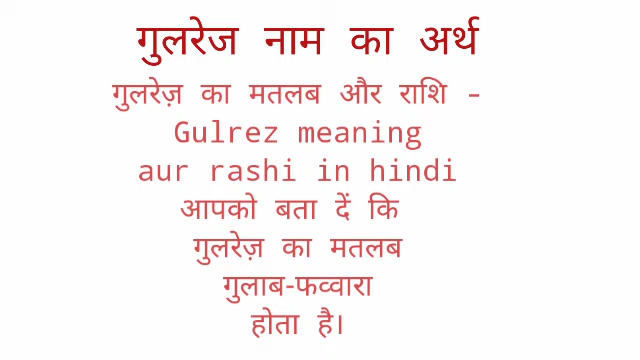 गुलरेज नाम का अर्थ
गुलरेज़ का मतलब और राशि –
Gulrez meaning
aur rashi in hindi
आपको बता दें कि
गुलरेज़ का मतलब
गुलाब-फव्वारा
होता है।